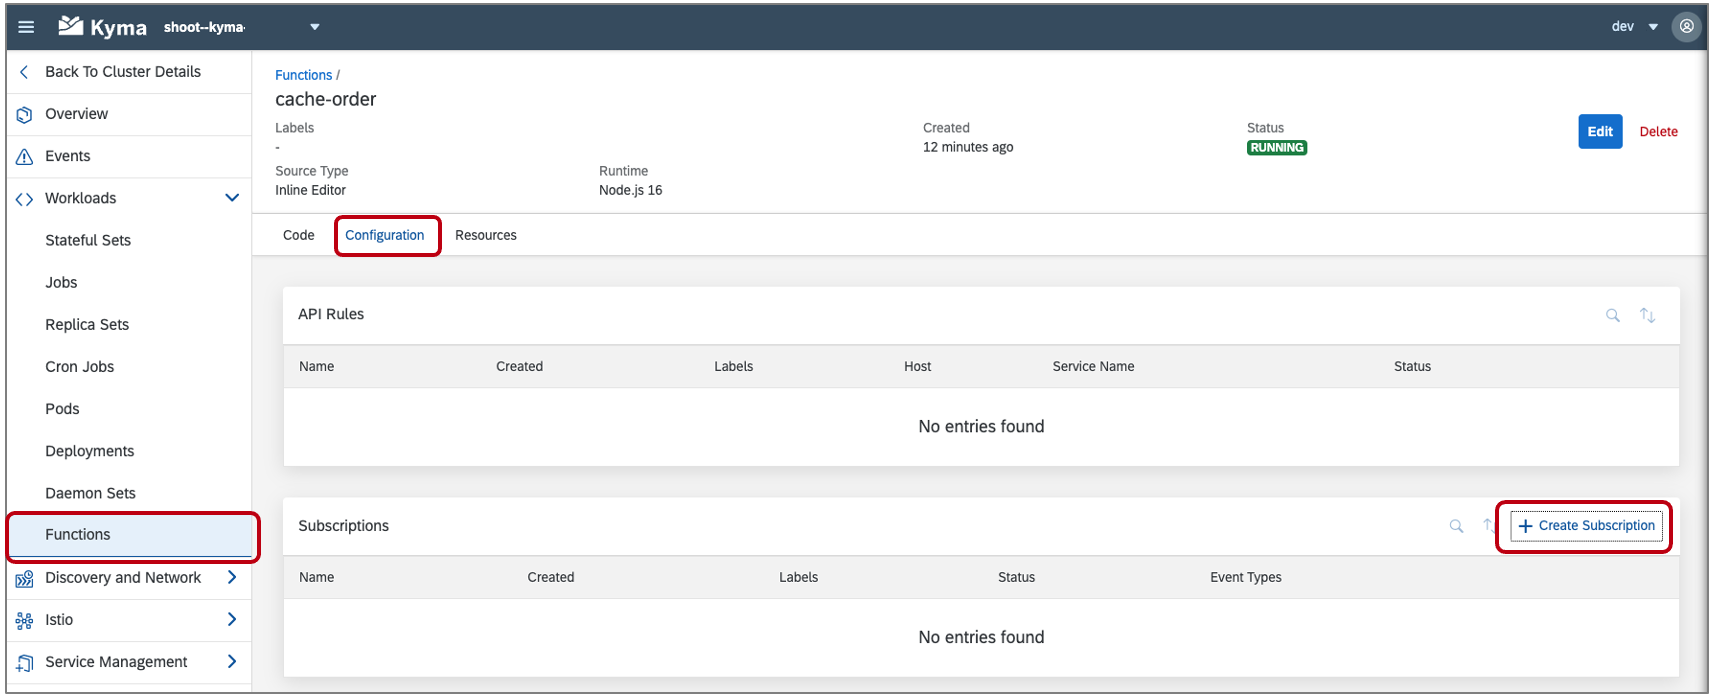 Kyma shoot--kyma- dev
Back To Cluster Details
Overview
Events
Workloads
Stateful Sets
Jobs
Replica Sets
Cron Jobs
Pods
Deployments
Daemon Sets
Functions
Discovery and Network
Istio
Service Management
Functions /
cache-order
Labels
-
Created
12 minutes ago
Status
RUNNING
Edit Delete
Source Type
Inline Editor
Runtime
Node.js 16
Code Configuration Resources
API Rules
Name Created Labels Host Service Name Status
No entries found
Subscriptions
+ Create Subscription
Name Created Labels Status Event Types
No entries found